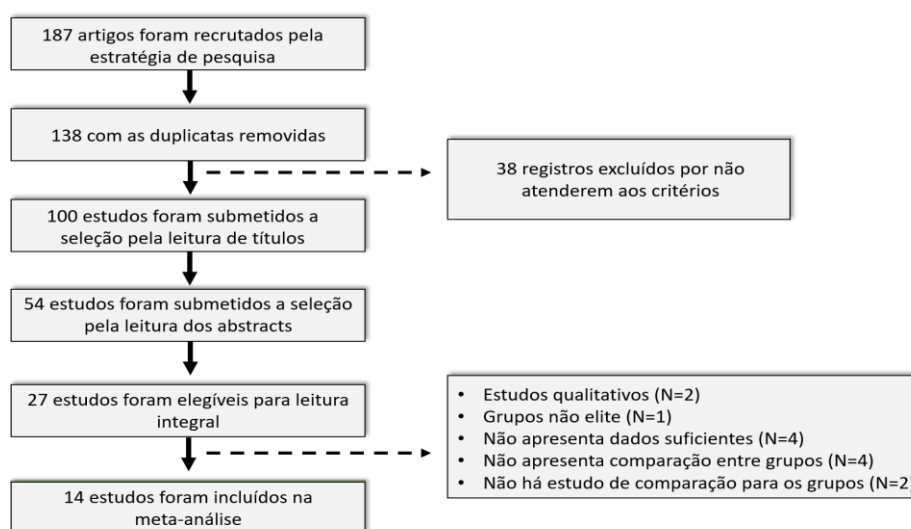 187 artigos foram recrutados pela
estratégia de pesquisa
138 com as duplicatas removidas
38 registros excluídos por não
atenderem aos critérios
100 estudos foram submetidos a
seleção pela leitura de títulos
54 estudos foram submetidos a seleção
pela leitura dos abstracts
27 estudos foram elegíveis para leitura
integral
• Estudos qualitativos (N=2)
• Grupos não elite (N=1)
• Não apresenta dados suficientes (N=4)
• Não apresenta comparação entre grupos (N=4)
• Não há estudo de comparação para os grupos (N=2)
14 estudos foram incluídos na
meta-análise